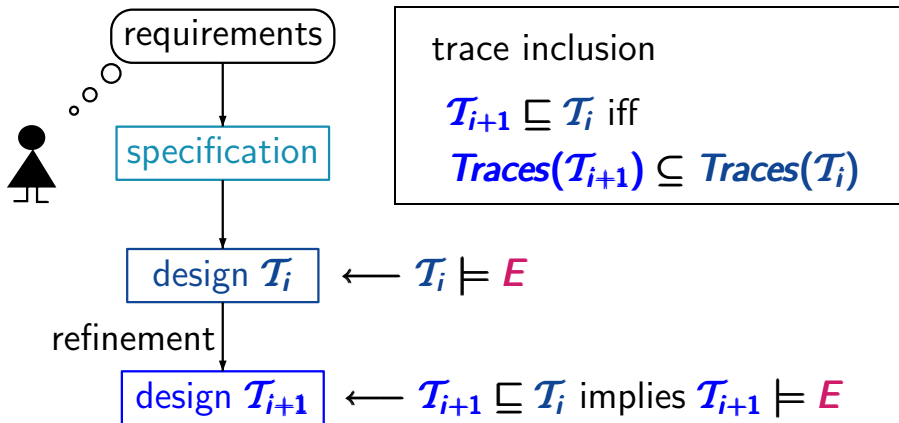 requirements
specification
design 𝒯ᵢ ⟵ 𝒯ᵢ ⊨ E
refinement
design 𝒯ᵢ₊₁ ⟵ 𝒯ᵢ₊₁ ⊑ 𝒯ᵢ implies 𝒯ᵢ₊₁ ⊨ E
trace inclusion
𝒯ᵢ₊₁ ⊑ 𝒯ᵢ iff
Traces(𝒯ᵢ₊₁) ⊆ Traces(𝒯ᵢ)